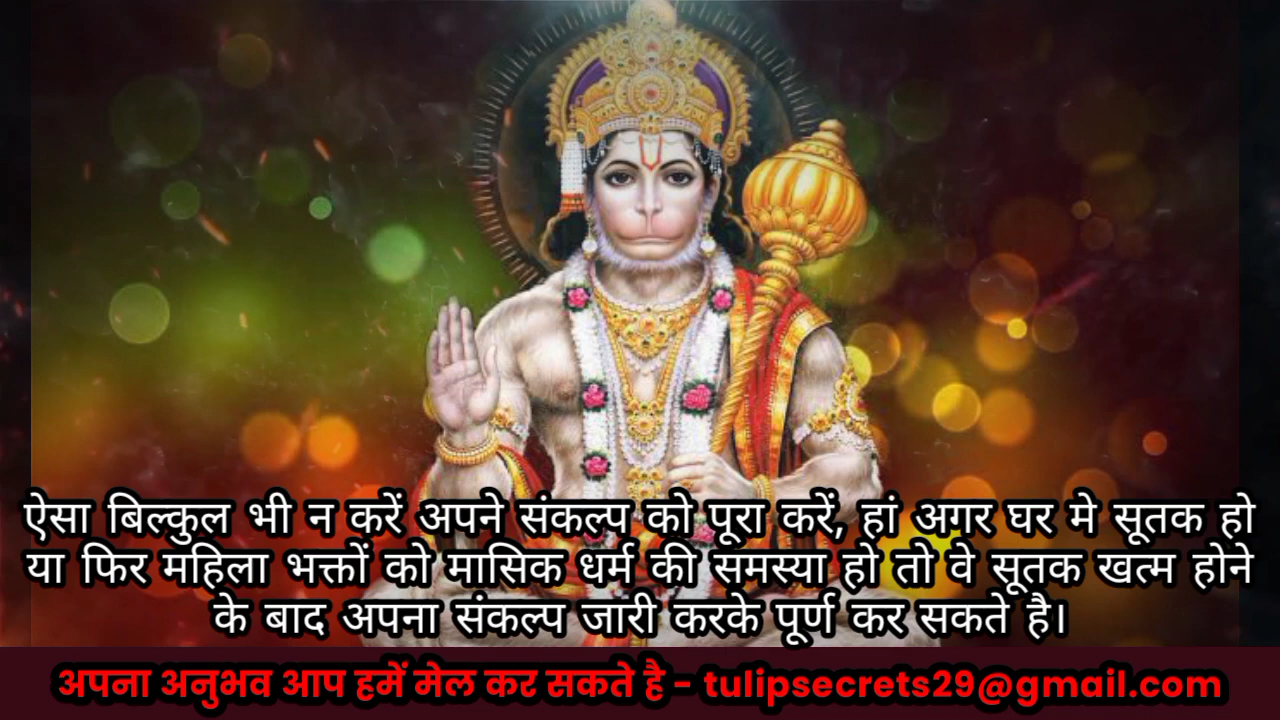 ऐसा बिल्कुल भी न करें अपने संकल्प को पूरा करें, हां अगर घर मे सूतक हो
या फिर महिला भक्तों को मासिक धर्म की समस्या हो तो वे सूतक खत्म होने
के बाद अपना संकल्प जारी करके पूर्ण कर सकते है।
अपना अनुभव आप हमें मेल कर सकते है - tulipsecrets29@gmail.com